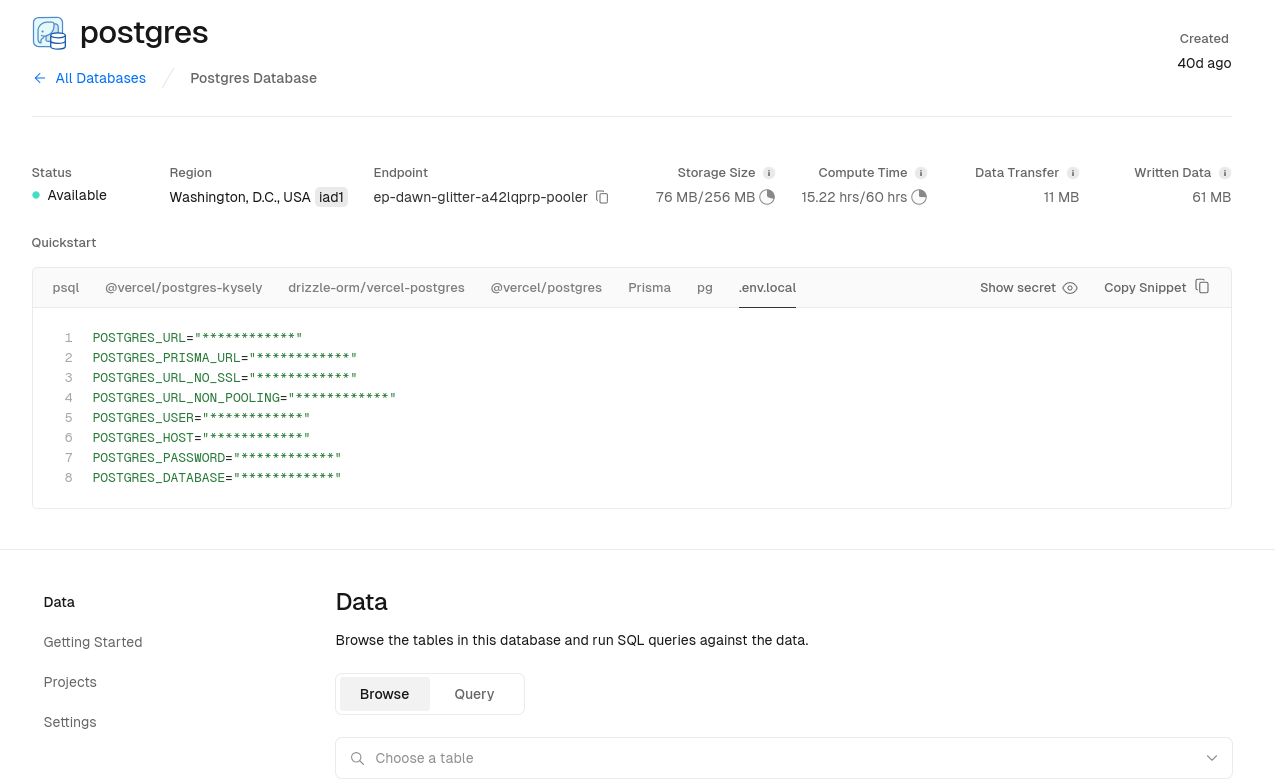 postgres
Created
40d ago
All Databases
Postgres Database
Status
Region
Endpoint
Storage Size
Compute Time
Data Transfer
Written Data
Available
Washington, D.C., USA iad1
ep-dawn-glitter-a42lqprp-pooler
76 MB/256 MB
15.22 hrs/60 hrs
11 MB
61 MB
Quickstart
psql @vercel/postgres-kysely drizzle-orm/vercel-postgres @vercel/postgres Prisma pg .env.local Show secret Copy Snippet
1 POSTGRES_URL="************"
2 POSTGRES_PRISMA_URL="************"
3 POSTGRES_URL_NO_SSL="************"
4 POSTGRES_URL_NON_POOLING="************"
5 POSTGRES_USER="************"
6 POSTGRES_HOST="************"
7 POSTGRES_PASSWORD="************"
8 POSTGRES_DATABASE="************"
Data
Getting Started
Projects
Settings
Data
Browse the tables in this database and run SQL queries against the data.
Browse Query
Choose a table